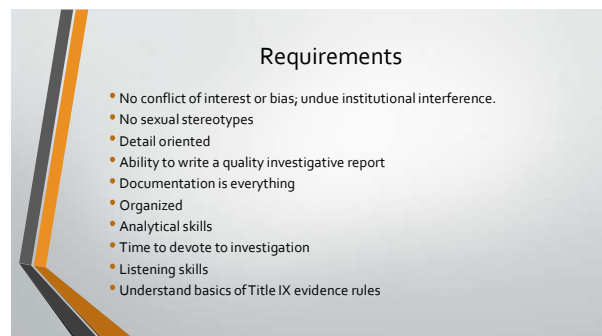 Requirements
• No conflict of interest or bias; undue institutional interference.
• No sexual stereotypes
• Detail oriented
• Ability to write a quality investigative report
• Documentation is everything
• Organized
• Analytical skills
• Time to devote to investigation
• Listening skills
• Understand basics of Title IX evidence rules